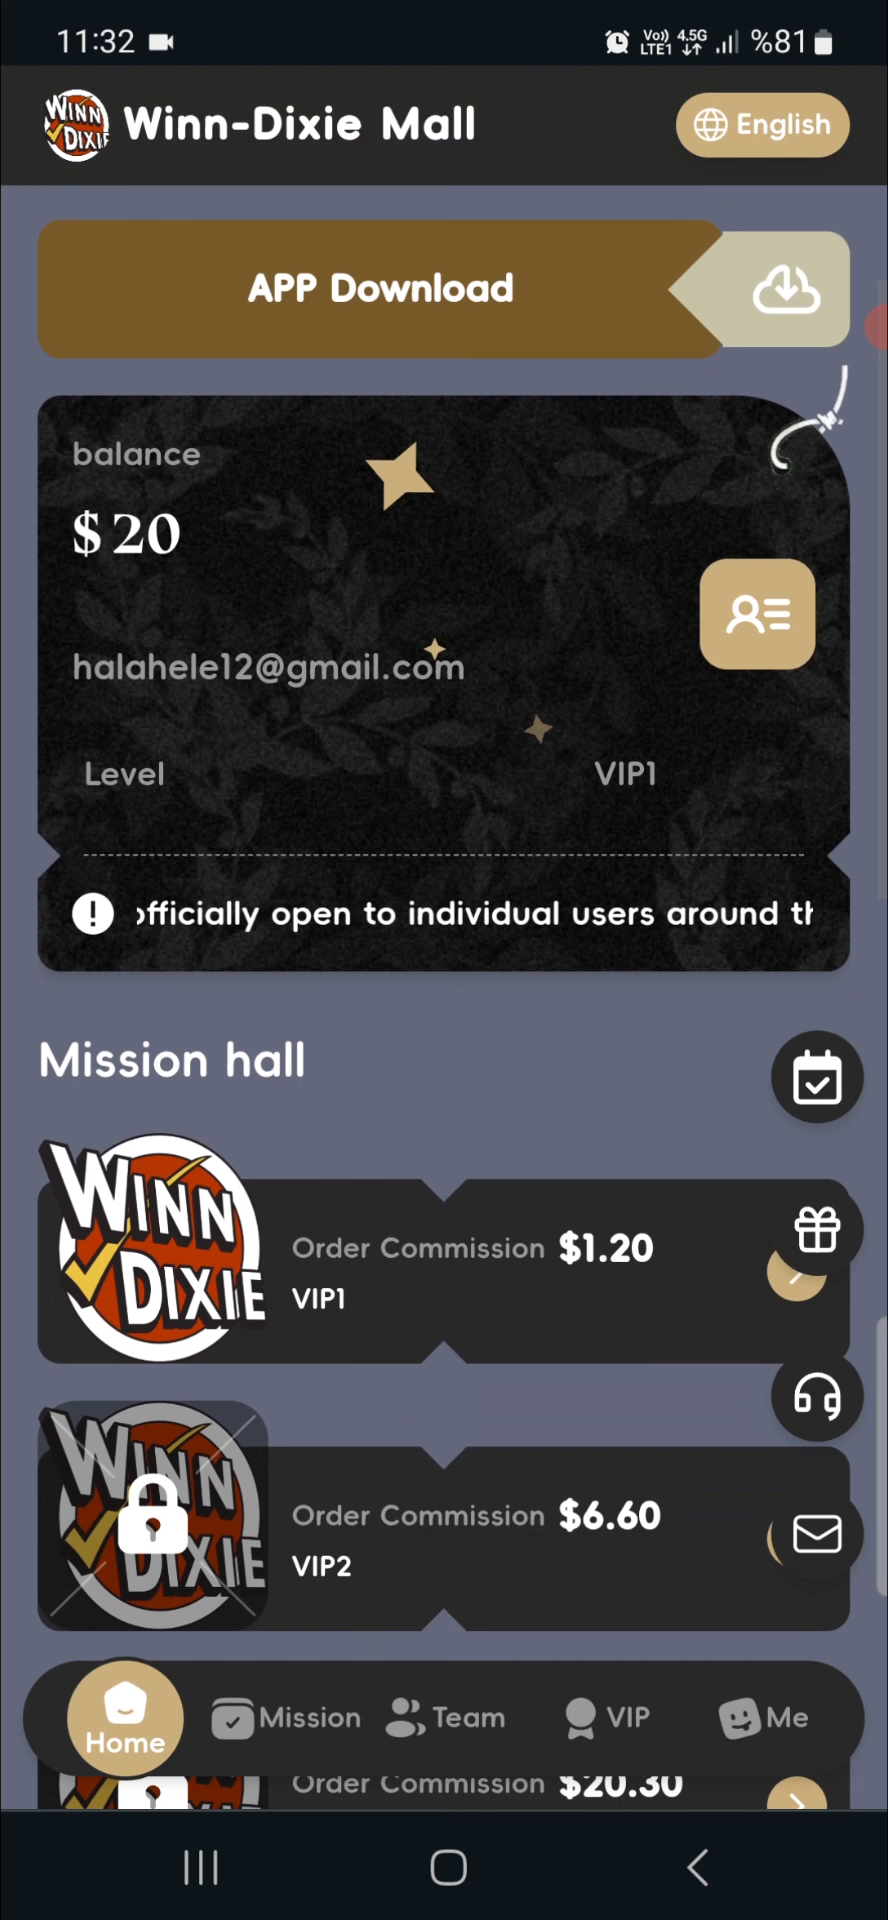 11:32
Vo)) 4.5G
LTE1
%81
WINN
DIXIE
Winn-Dixie Mall
English
APP Download
balance
$ 20
halahele12@gmail.com
Level
VIP1
officially open to individual users around th
Mission hall
WINN
DIXIE
Order Commission $1.20
VIP1
WINN
DIXIE
Order Commission $6.60
VIP2
Home
Mission
Team
VIP
Me
Order Commission $20.30